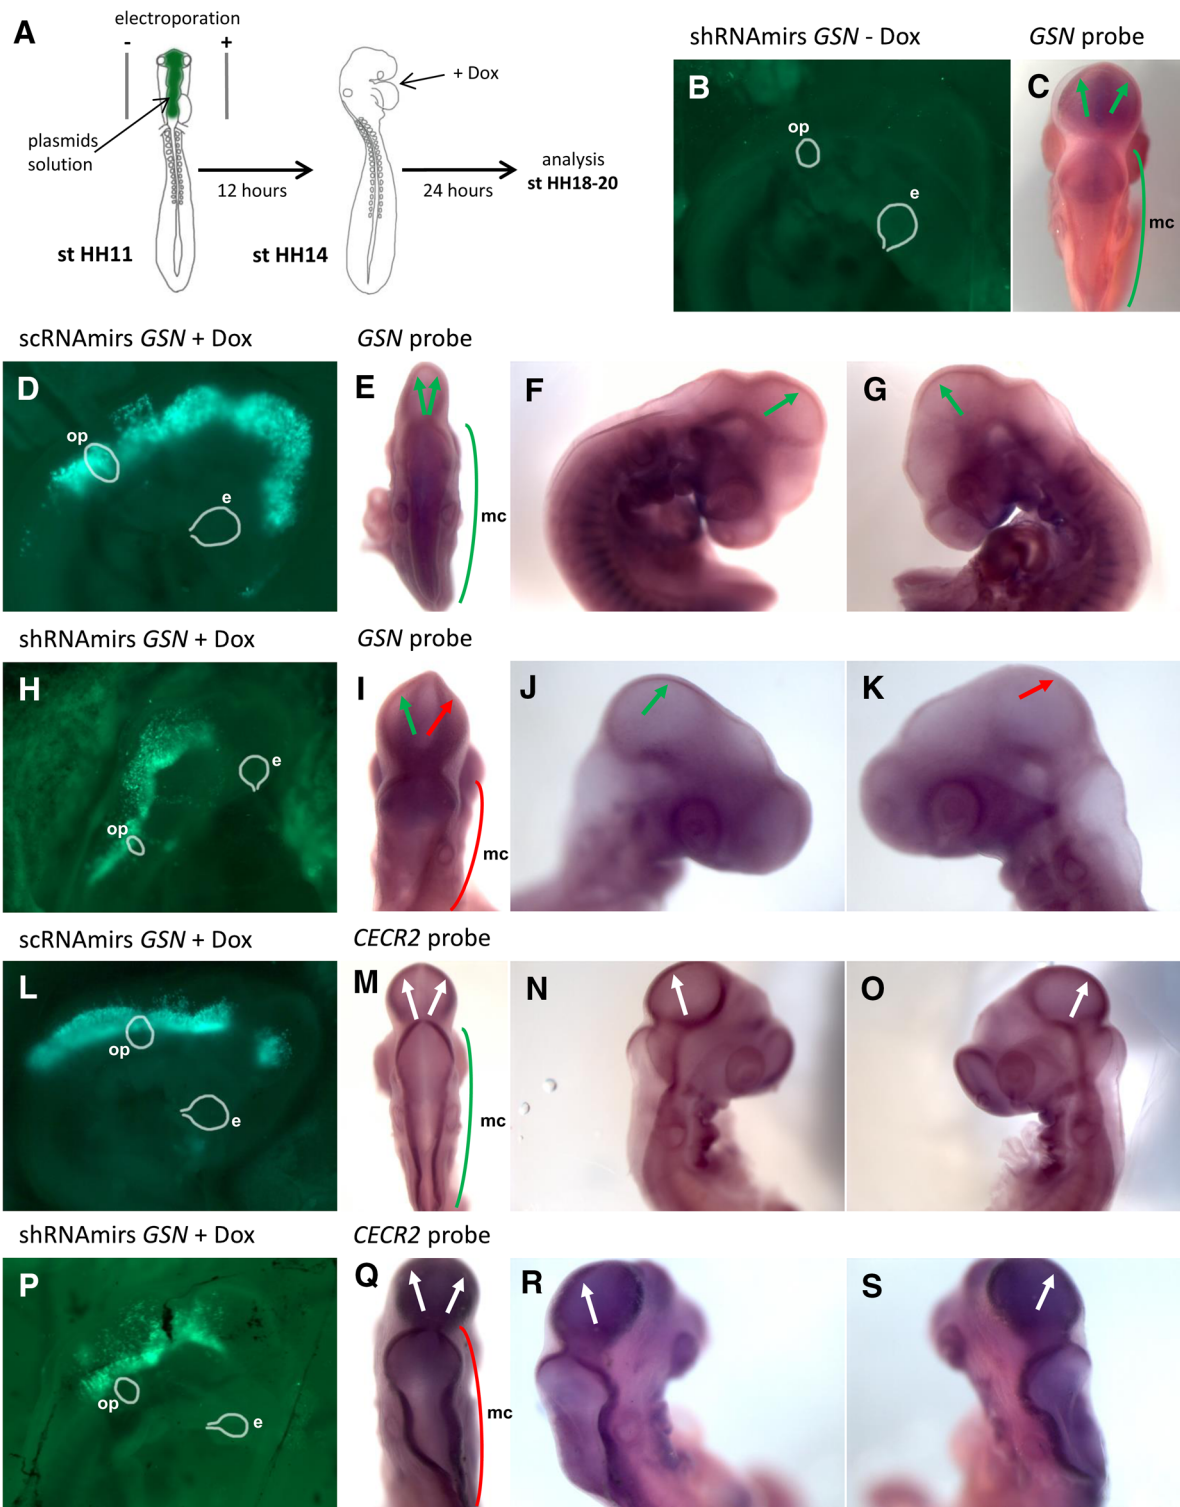 A
electroporation
- +
plasmids
solution
st HH11
12 hours
st HH14
+ Dox
24 hours
analysis
st HH18-20
shRNAmirs GSN - Dox
B
op
e
GSN probe
C
mc
scRNAmirs GSN + Dox
D
op
e
GSN probe
E
mc
F
G
shRNAmirs GSN + Dox
H
op
e
GSN probe
I
mc
J
K
scRNAmirs GSN + Dox
L
op
e
CECR2 probe
M
mc
N
O
shRNAmirs GSN + Dox
P
op
e
CECR2 probe
Q
mc
R
S